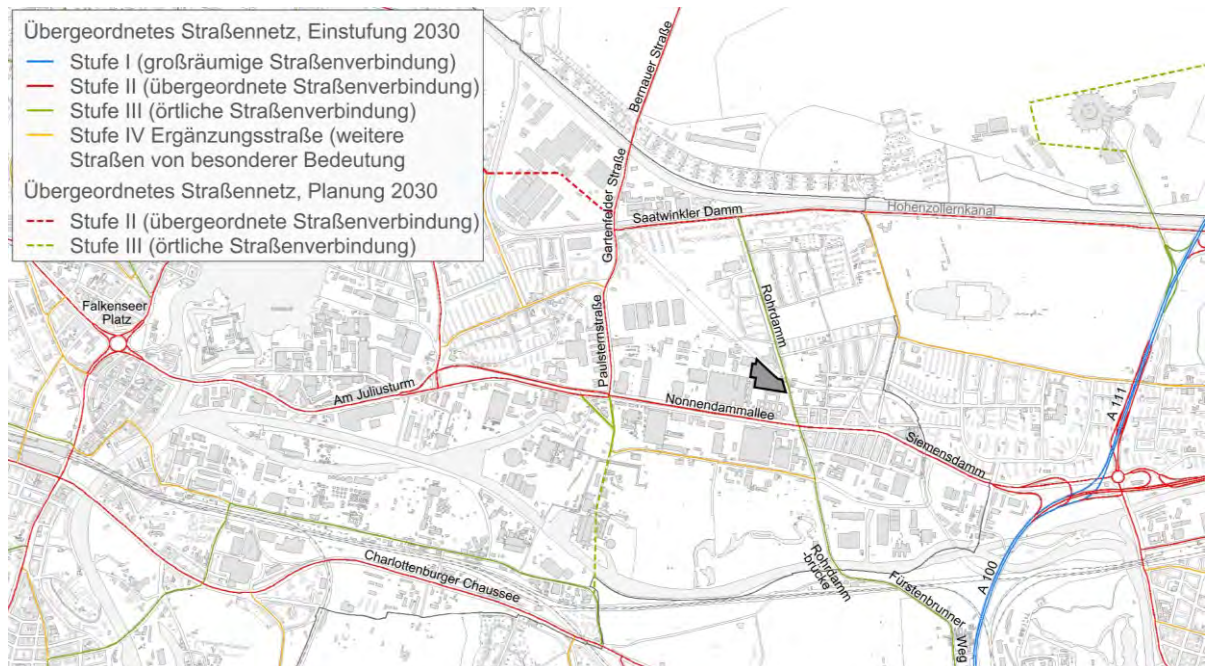 Übergeordnetes Straßennetz, Einstufung 2030
Stufe I (großräumige Straßenverbindung)
Stufe II (übergeordnete Straßenverbindung)
Stufe III (örtliche Straßenverbindung)
Stufe IV Ergänzungsstraße (weitere
Straßen von besonderer Bedeutung
Übergeordnetes Straßennetz, Planung 2030
Stufe II (übergeordnete Straßenverbindung)
Stufe III (örtliche Straßenverbindung)
Bernauer Straße
Gartenfelder Straße
Saatwinkler Damm
Hohenzollernkanal
Falkenseer
Platz
Rohrdamm
Paulsternstraße
Am Juliusturm
Nonnendammallee
Siemensdamm
A 111
Charlottenburger Chaussee
Rohrdamm
-brücke
Fürstenbrunner
Weg
A 100